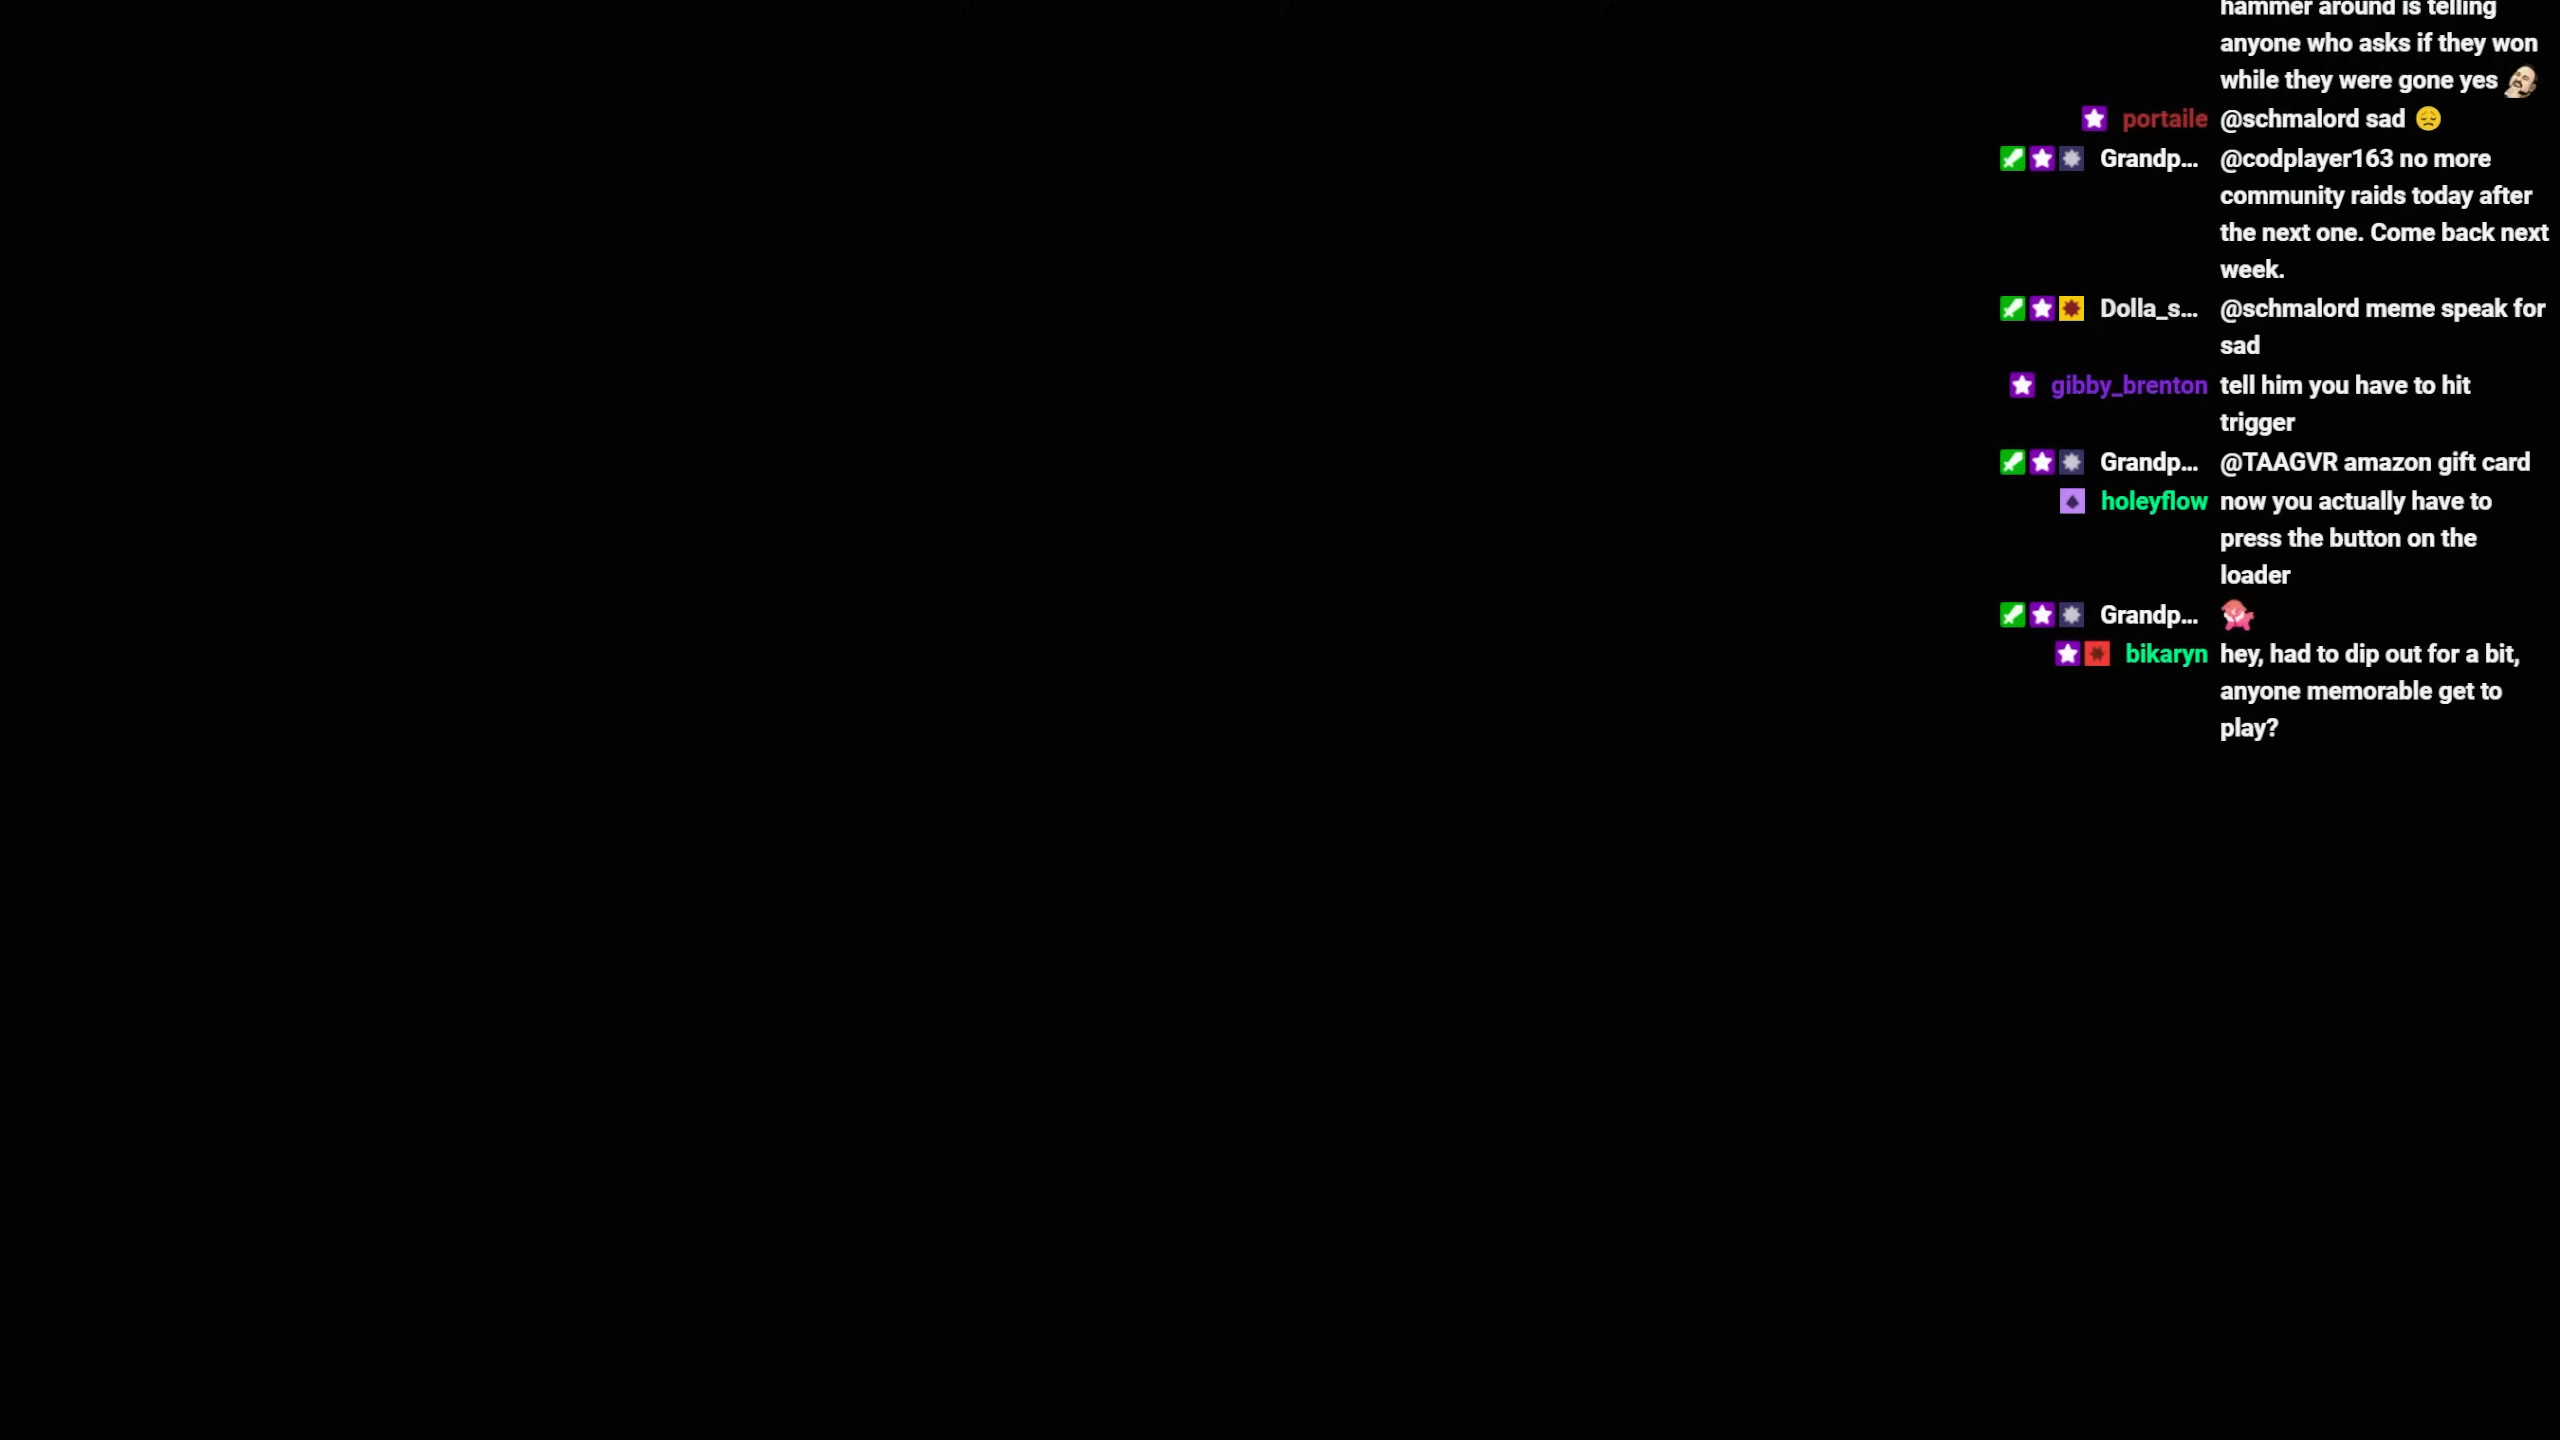 hammer around is telling
anyone who asks if they won
while they were gone yes
portaile @schmalord sad
Grandp... @codplayer163 no more
community raids today after
the next one. Come back next
week.
Dolla_s... @schmalord meme speak for
sad
gibby_brenton tell him you have to hit
trigger
Grandp... @TAAGVR amazon gift card
holeyflow now you actually have to
press the button on the
loader
Grandp...
bikaryn hey, had to dip out for a bit,
anyone memorable get to
play?